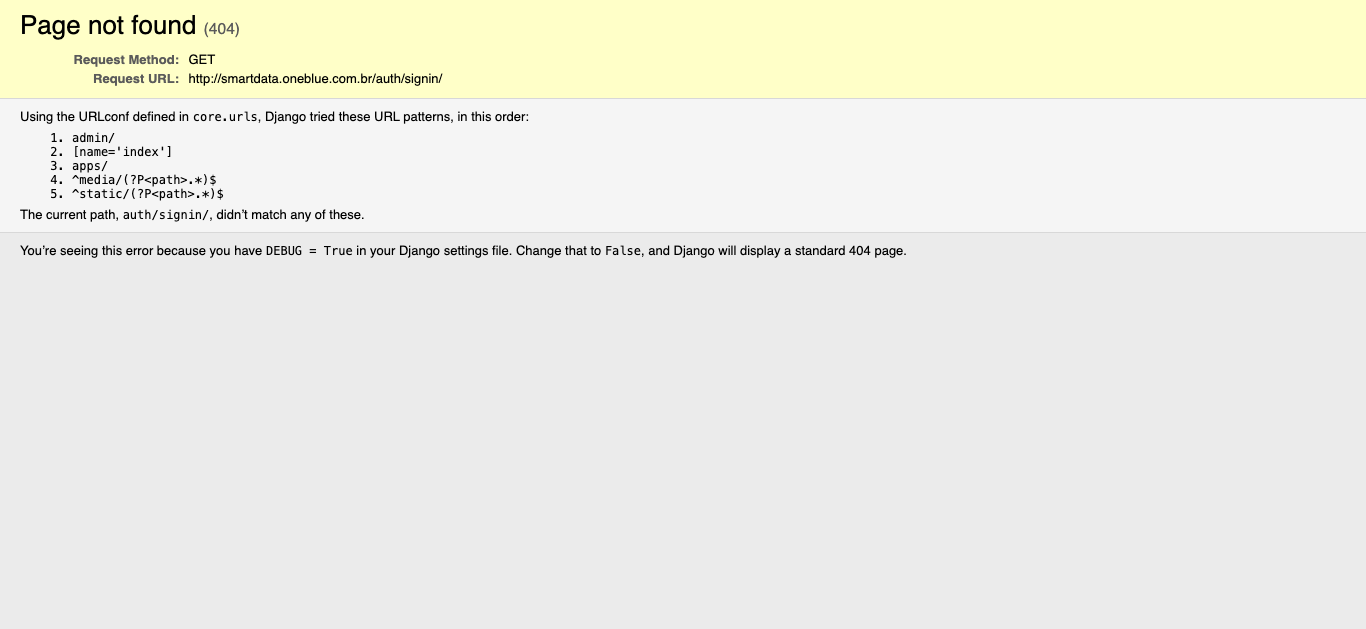 Page not found (404)
Request Method: GET
Request URL: http://smartdata.oneblue.com.br/auth/signin/
Using the URLconf defined in core.urls, Django tried these URL patterns, in this order:
1. admin/
2. [name='index']
3. apps/
4. ^media/(?P<path>.*)$
5. ^static/(?P<path>.*)$
The current path, auth/signin/, didn’t match any of these.
You’re seeing this error because you have DEBUG = True in your Django settings file. Change that to False, and Django will display a standard 404 page.